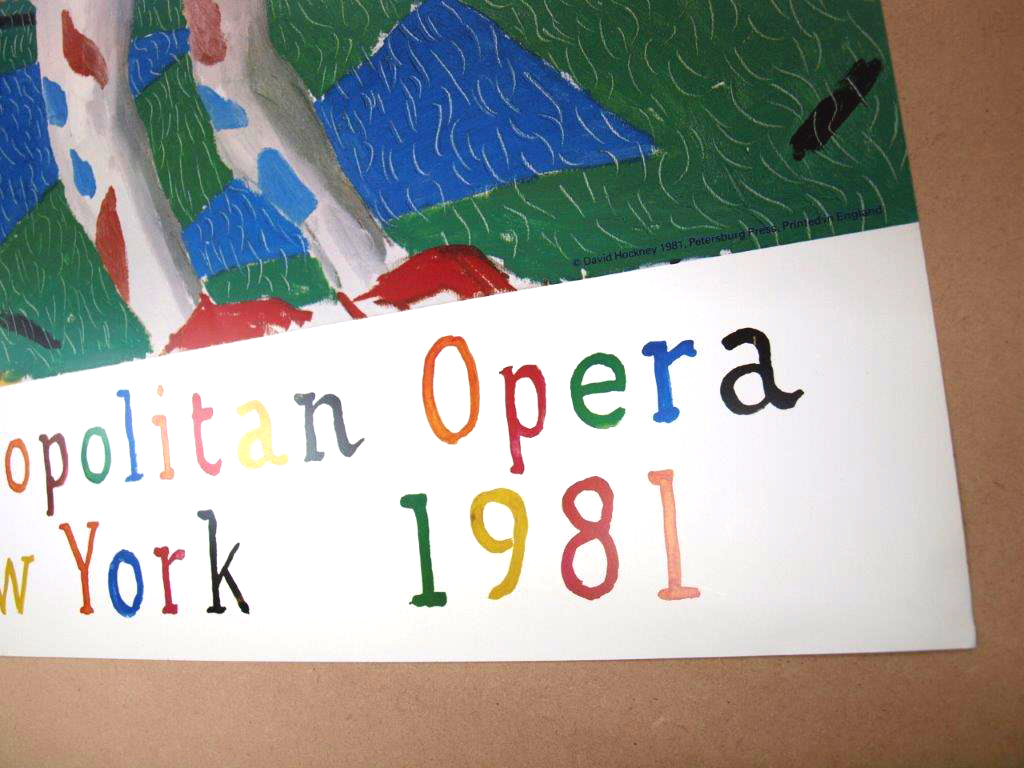 © David Hockney 1981, Petersburg Press, Printed in England
opolitan Opera
w York 1981